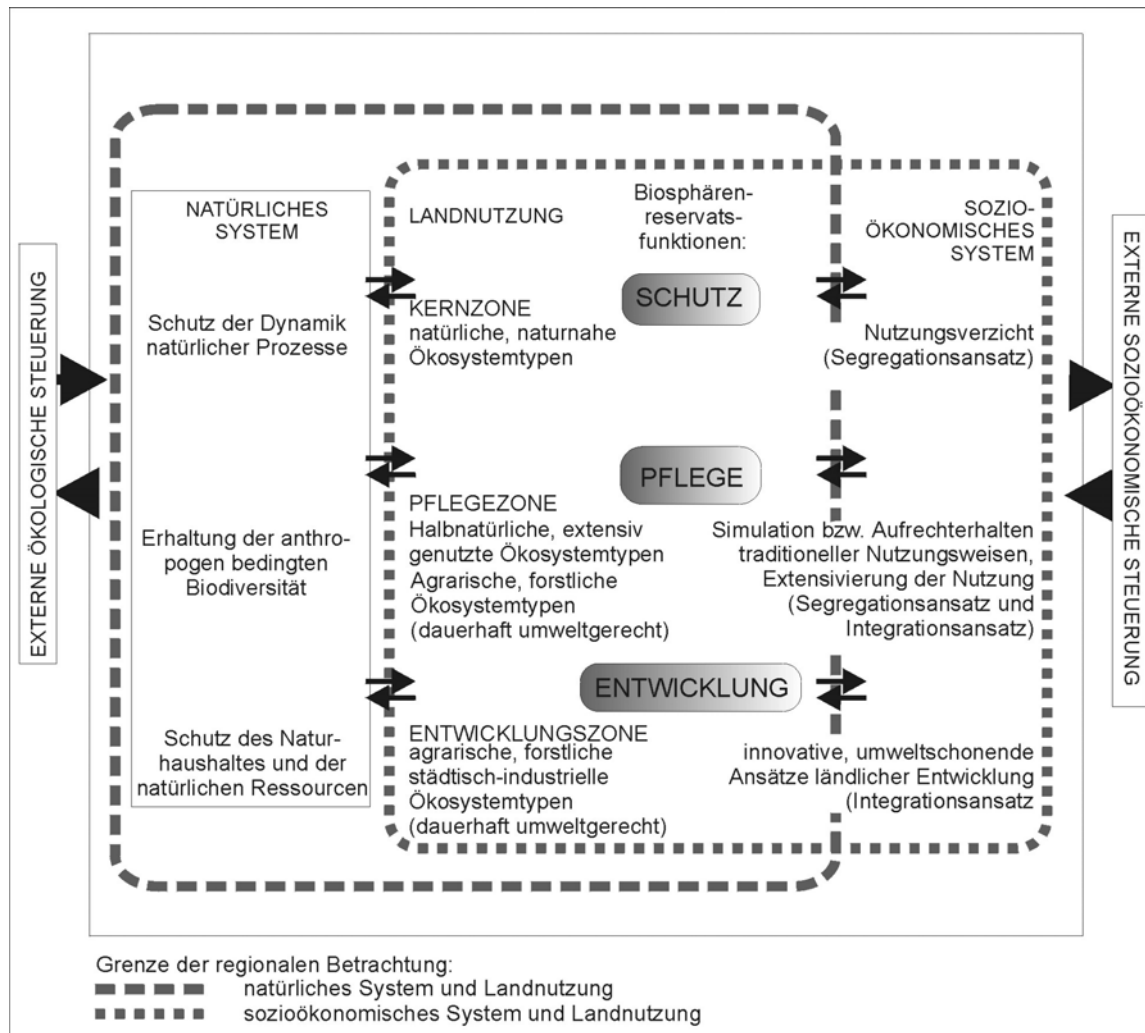 EXTERNE ÖKOLOGISCHE STEUERUNG
NATÜRLICHES
SYSTEM
Schutz der Dynamik
natürlicher Prozesse
Erhaltung der anthro-
pogen bedingten
Biodiversität
Schutz des Natur-
haushaltes und der
natürlichen Ressourcen
LANDNUTZUNG
KERNZONE
natürliche, naturnahe
Ökosystemtypen
PFLEGEZONE
Halbnatürliche, extensiv
genutzte Ökosystemtypen
Agrarische, forstliche
Ökosystemtypen
(dauerhaft umweltgerecht)
ENTWICKLUNGSZONE
agrarische, forstliche
städtisch-industrielle
Ökosystemtypen
(dauerhaft umweltgerecht)
Biosphären-
reservats-
funktionen:
SCHUTZ
PFLEGE
ENTWICKLUNG
SOZIO-
ÖKONOMISCHES
SYSTEM
Nutzungsverzicht
(Segregationsansatz)
Simulation bzw. Aufrechterhalten
traditioneller Nutzungsweisen,
Extensivierung der Nutzung
(Segregationsansatz und
Integrationsansatz)
innovative, umweltschonende
Ansätze ländlicher Entwicklung
(Integrationsansatz
EXTERNE SOZIOÖKONOMISCHE STEUERUNG
Grenze der regionalen Betrachtung:
natürliches System und Landnutzung
sozioökonomisches System und Landnutzung